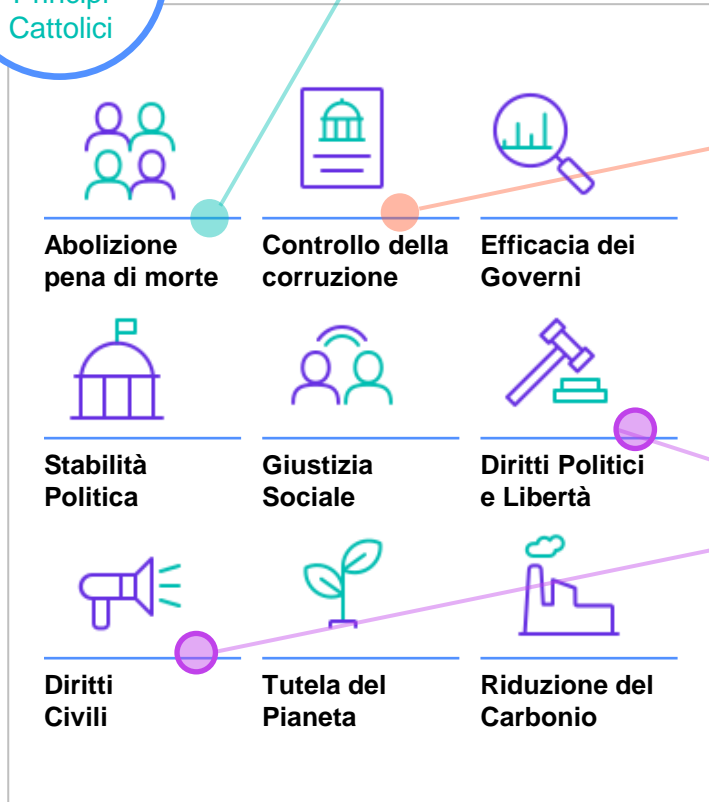 Principi
Cattolici
Abolizione
pena di morte
Controllo della
corruzione
Efficacia dei
Governi
Stabilità
Politica
Giustizia
Sociale
Diritti Politici
e Libertà
Diritti
Civili
Tutela del
Pianeta
Riduzione del
Carbonio